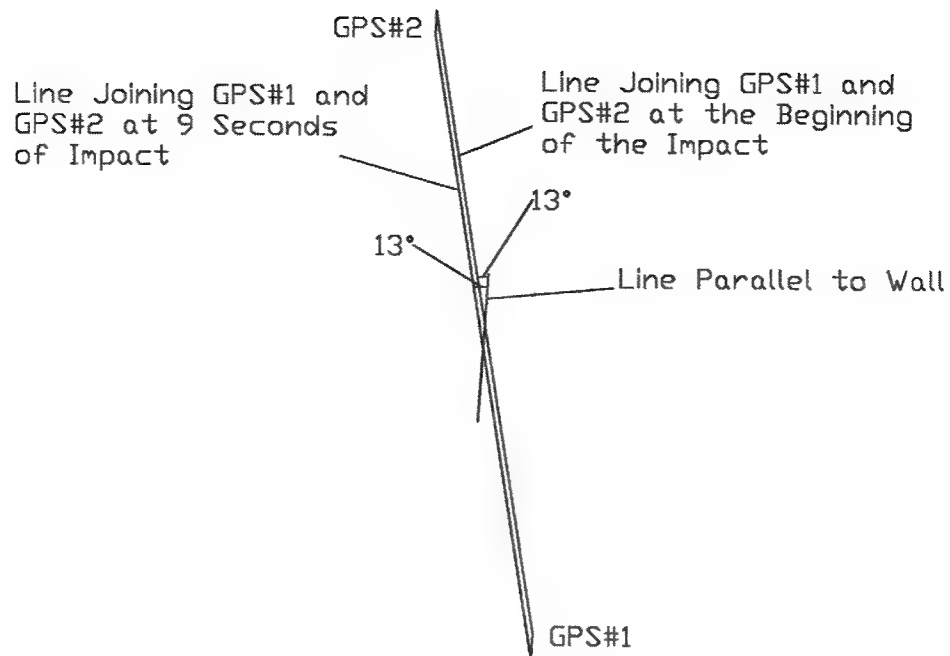 GPS#2
Line Joining GPS#1 and
GPS#2 at 9 Seconds
of Impact
Line Joining GPS#1 and
GPS#2 at the Beginning
of the Impact
13°
13°
Line Parallel to Wall
GPS#1